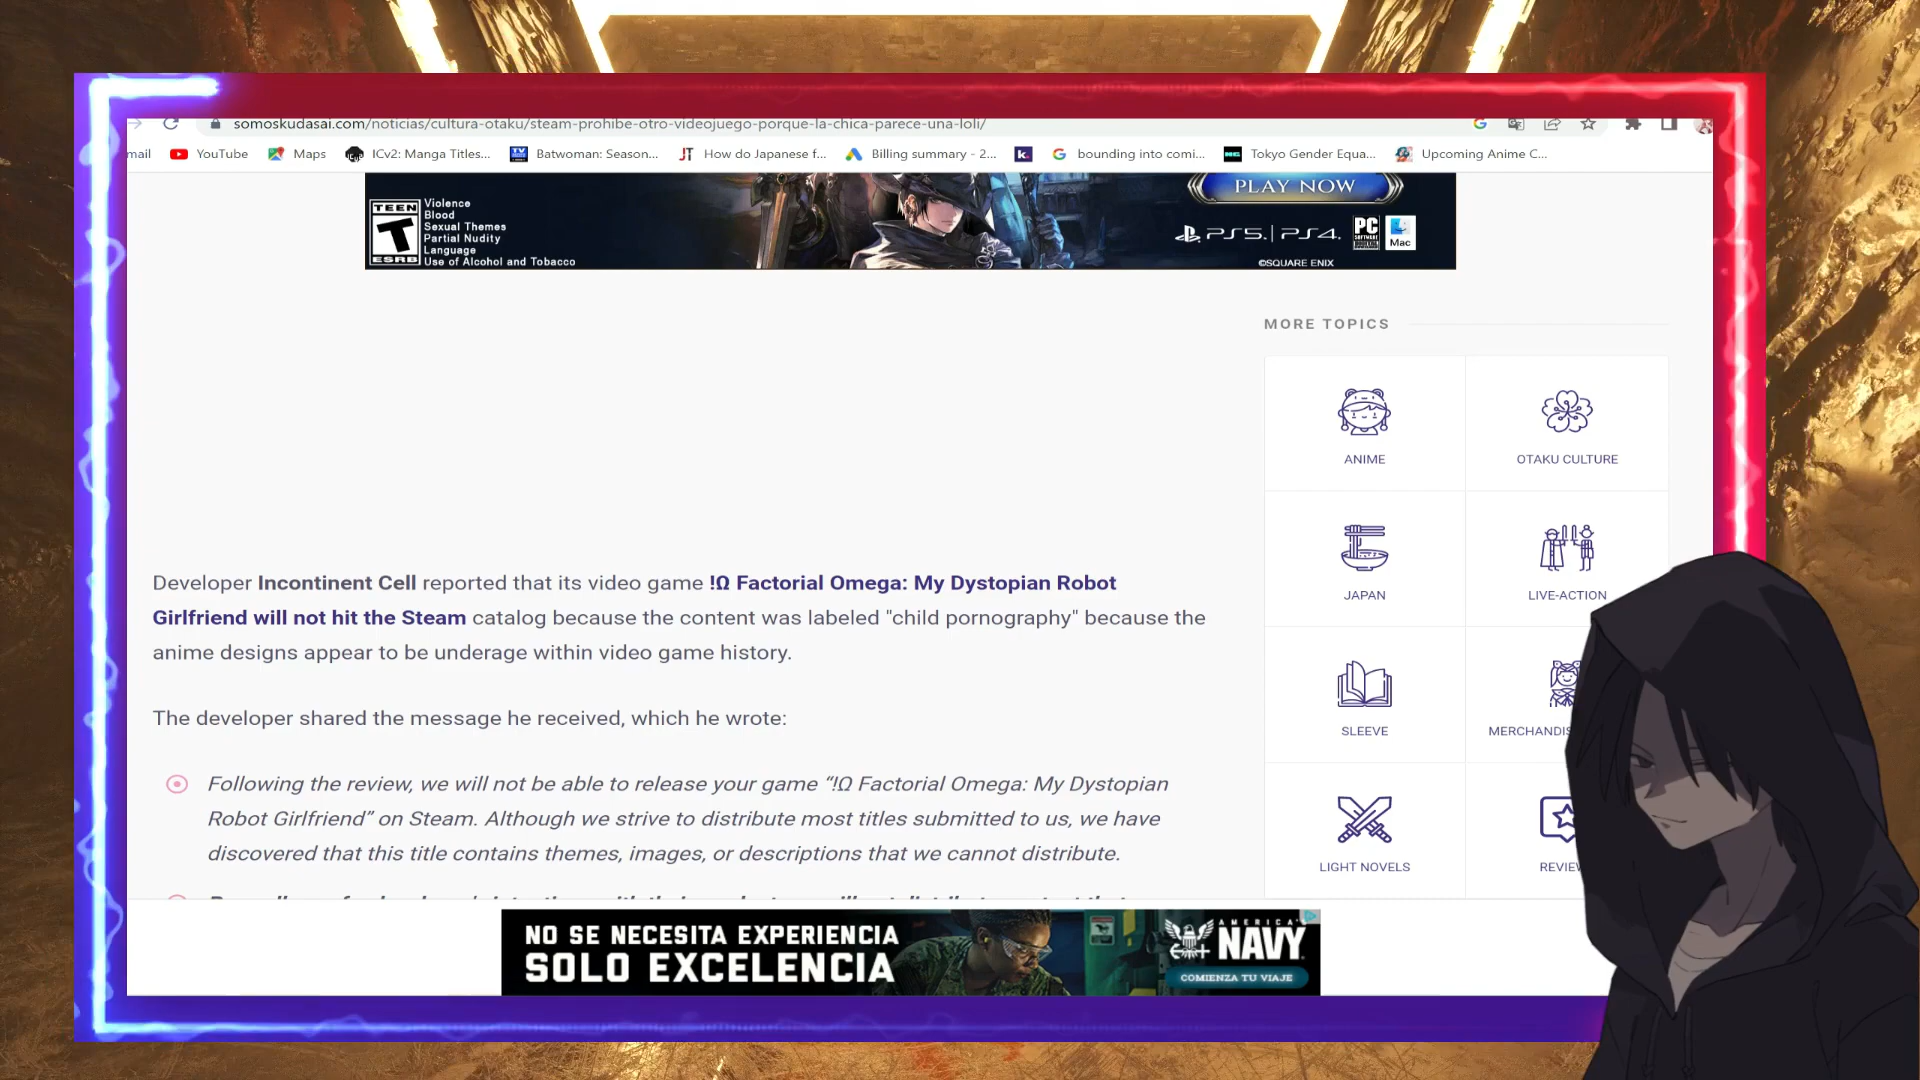 somoskudasai.com/noticias/cultura-otaku/steam-prohibe-otro-videojuego-porque-la-chica-parece-una-loli/
mail YouTube Maps ICv2: Manga Titles... Batwoman: Season... How do Japanese f... Billing summary - 2... bounding into comi... Tokyo Gender Equa... Upcoming Anime C...
TEEN
T
ESRB
Violence
Blood
Sexual Themes
Partial Nudity
Language
Use of Alcohol and Tobacco
PLAY NOW
PS5. | PS4. PC Mac
©SQUARE ENIX
MORE TOPICS
ANIME
OTAKU CULTURE
JAPAN
LIVE-ACTION
SLEEVE
MERCHANDIS
LIGHT NOVELS
REVIEW
Developer Incontinent Cell reported that its video game !Ω Factorial Omega: My Dystopian Robot
Girlfriend will not hit the Steam catalog because the content was labeled "child pornography" because the
anime designs appear to be underage within video game history.
The developer shared the message he received, which he wrote:
Following the review, we will not be able to release your game “!Ω Factorial Omega: My Dystopian
Robot Girlfriend” on Steam. Although we strive to distribute most titles submitted to us, we have
discovered that this title contains themes, images, or descriptions that we cannot distribute.
NO SE NECESITA EXPERIENCIA
SOLO EXCELENCIA
AMERICA'S
NAVY
COMIENZA TU VIAJE